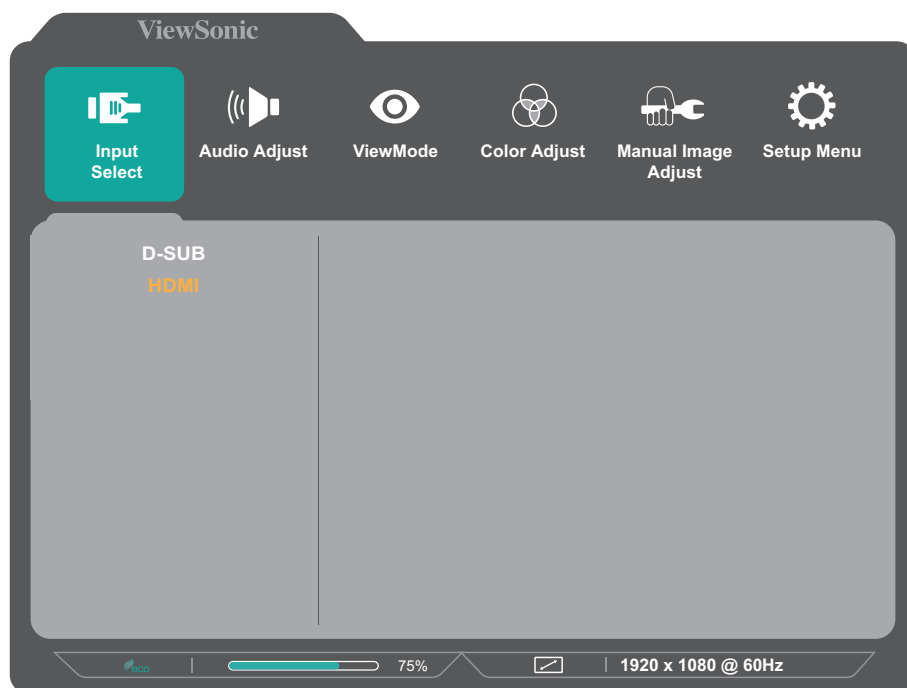 ViewSonic
Input
Select
Audio Adjust
ViewMode
Color Adjust
Manual Image
Adjust
Setup Menu
D-SUB
HDMI
75%
1920 x 1080 @ 60Hz